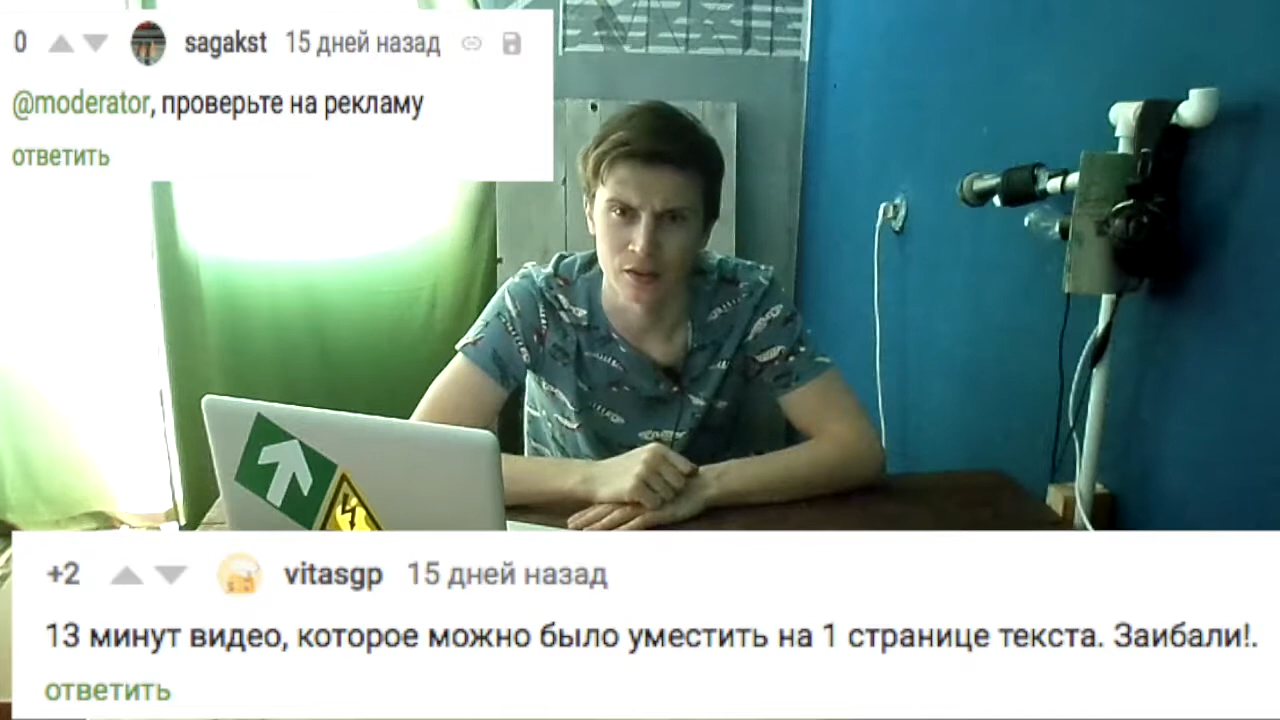 0 sagakst 15 дней назад
@moderator, проверьте на рекламу
ответить
+2 vitasgp 15 дней назад
13 минут видео, которое можно было уместить на 1 странице текста. Заибали!.
ответить